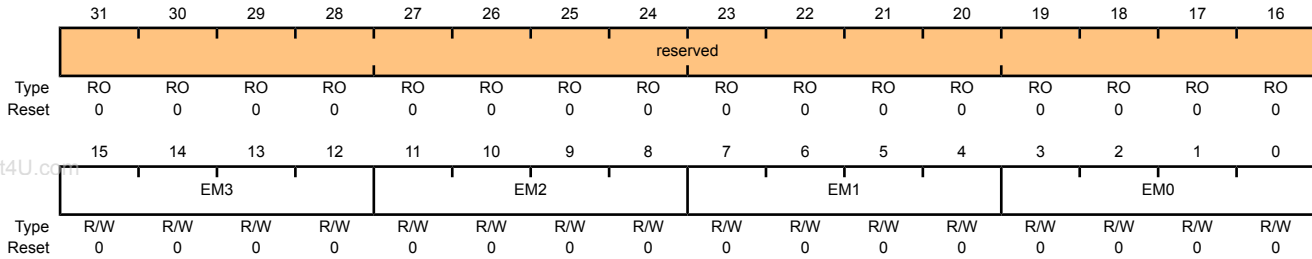 31 30 29 28 27 26 25 24 23 22 21 20 19 18 17 16
reserved
Type RO RO RO RO RO RO RO RO RO RO RO RO RO RO RO RO
Reset 0 0 0 0 0 0 0 0 0 0 0 0 0 0 0 0
15 14 13 12 11 10 9 8 7 6 5 4 3 2 1 0
t4U.com
EM3 EM2 EM1 EM0
Type R/W R/W R/W R/W R/W R/W R/W R/W R/W R/W R/W R/W R/W R/W R/W R/W
Reset 0 0 0 0 0 0 0 0 0 0 0 0 0 0 0 0